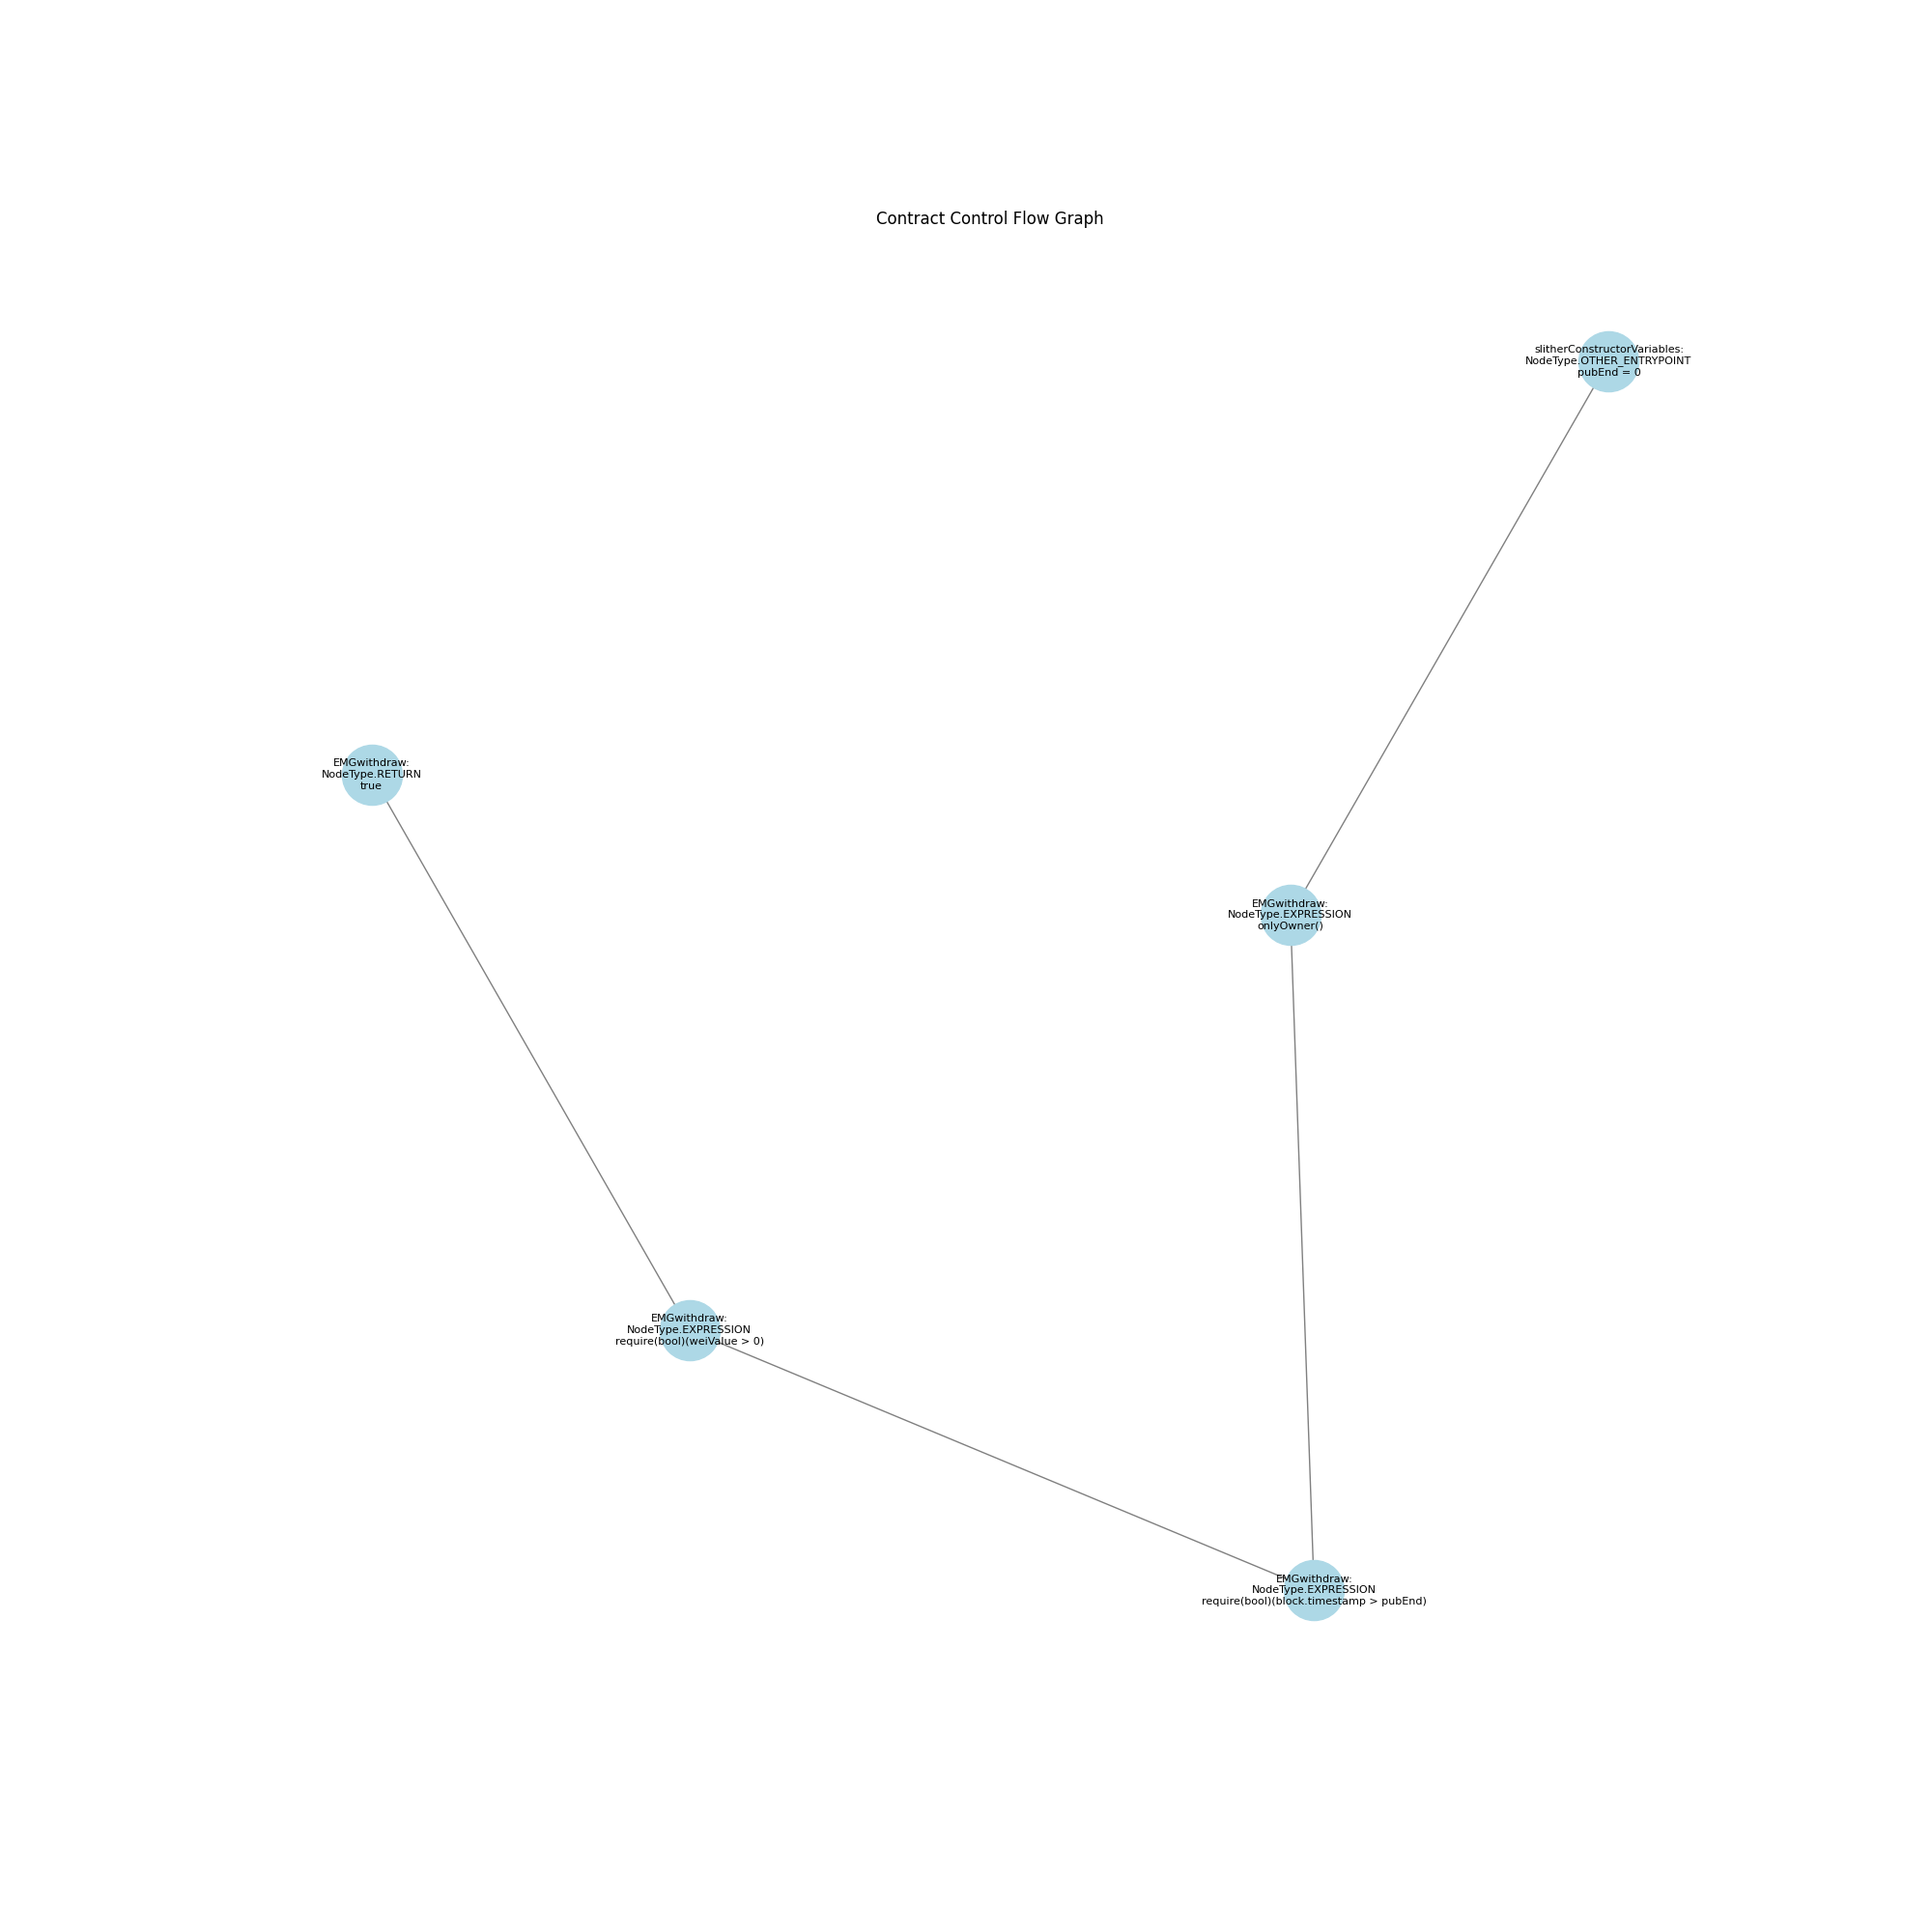 Contract Control Flow Graph
slitherConstructorVariables:
NodeType.OTHER_ENTRYPOINT
pubEnd = 0
EMGwithdraw:
NodeType.RETURN
true
EMGwithdraw:
NodeType.EXPRESSION
onlyOwner()
EMGwithdraw:
NodeType.EXPRESSION
require(bool)(weiValue > 0)
EMGwithdraw:
NodeType.EXPRESSION
require(bool)(block.timestamp > pubEnd)